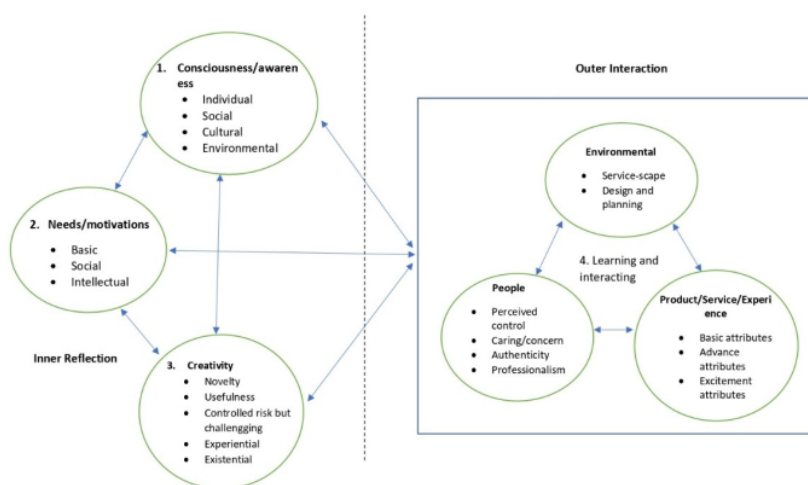 1. Consciousness/awaren
ess
• Individual
• Social
• Cultural
• Environmental
2. Needs/motivations
• Basic
• Social
• Intellectual
Inner Reflection
3. Creativity
• Novelty
• Usefulness
• Controlled risk but
challengging
• Experiential
• Existential
Outer Interaction
Environmental
• Service-scape
• Design and
planning
4. Learning and
interacting
People
• Perceived
control
• Caring/concern
• Authenticity
• Professionalism
Product/Service/Experi
ence
• Basic attributes
• Advance
attributes
• Excitement
attributes